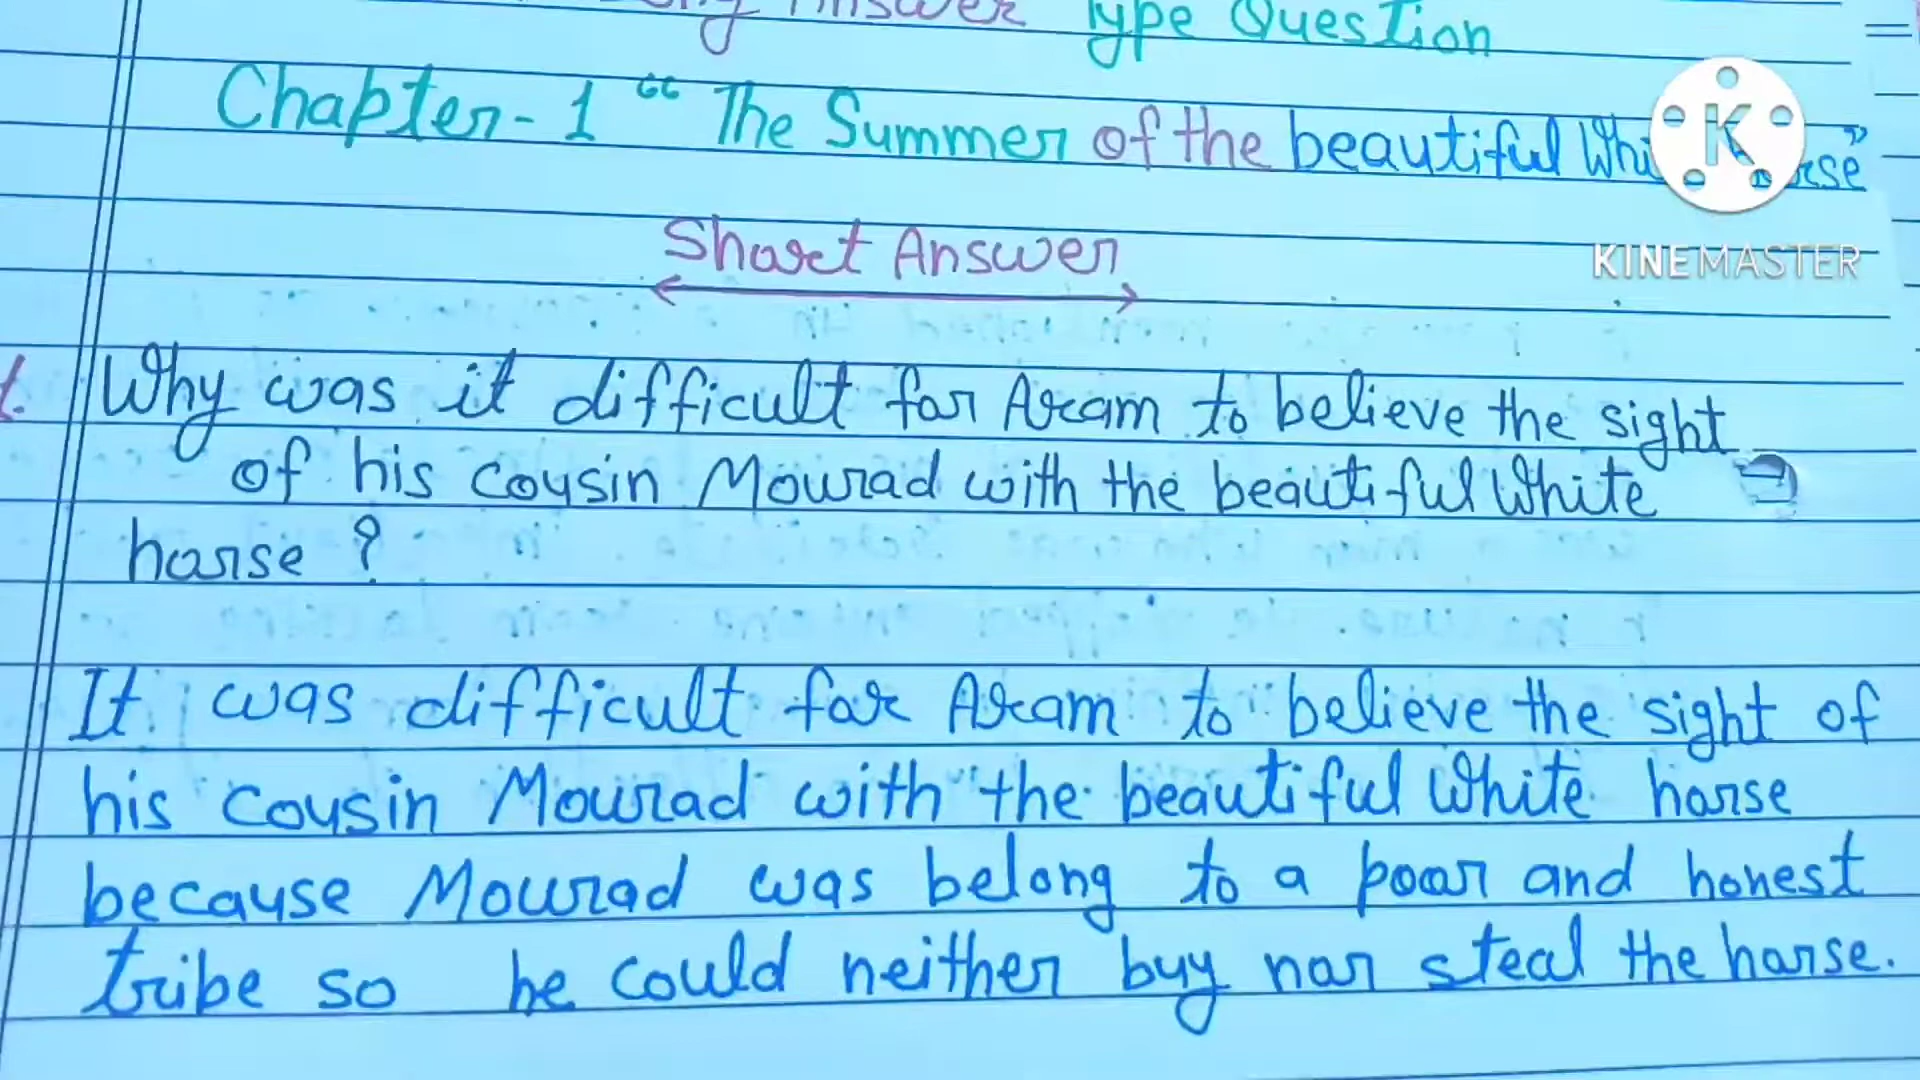 Answer Type Question
Chapter-1 “ The Summer of the beautiful
”
Short Answer
KINEMASTER
1. Why was it difficult for Aram to believe the sight
of his cousin Mourad with the beautiful White
horse ?
It was difficult for Aram to believe the sight of
his cousin Mourad with the beautiful White horse
because Mourad was belong to a poor and honest
tribe so he could neither buy nor steal the horse.